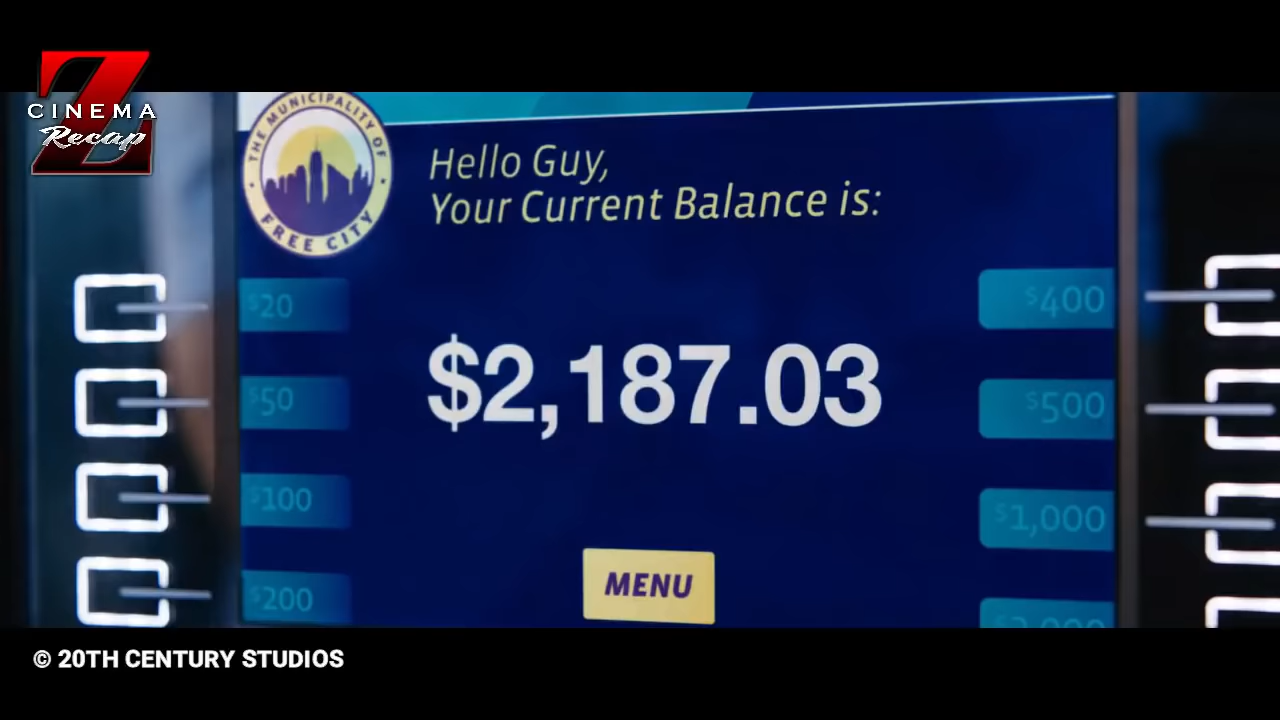 Z
CINEMA
Recap
THE MUNICIPALITY OF
FREE CITY
Hello Guy,
Your Current Balance is:
$20
$400
$2,187.03
$50
$500
$100
$1,000
MENU
$200
© 20TH CENTURY STUDIOS